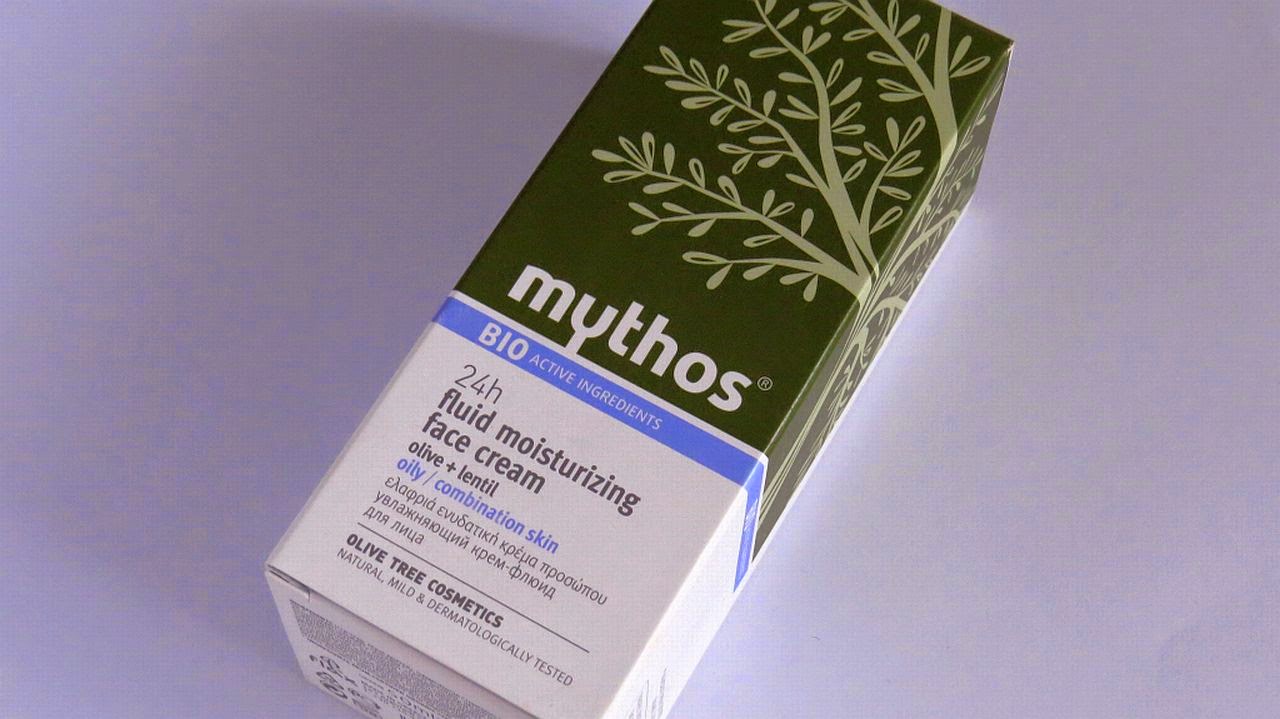 mythos®
BIO ACTIVE INGREDIENTS
24h
fluid moisturizing
face cream
olive + lentil
oily / combination skin
ελαφριά ενυδατική κρέμα προσώπου
увлажняющий крем-флюид
для лица
OLIVE TREE COSMETICS
NATURAL, MILD & DERMATOLOGICALLY TESTED